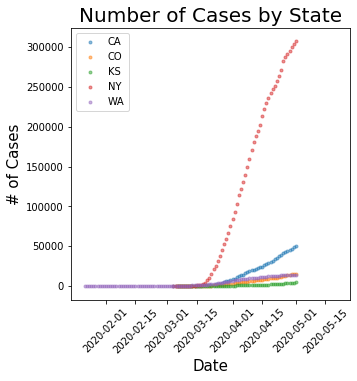 Number of Cases by State
CA
CO
KS
NY
WA
300000
250000
200000
150000
100000
50000
0
# of Cases
2020-02-01
2020-02-15
2020-03-01
2020-03-15
2020-04-01
2020-04-15
2020-05-01
2020-05-15
Date